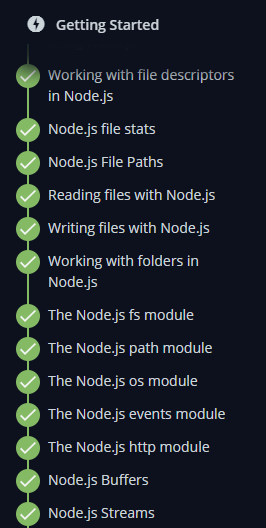 Getting Started
Working with file descriptors
in Node.js
Node.js file stats
Node.js File Paths
Reading files with Node.js
Writing files with Node.js
Working with folders in
Node.js
The Node.js fs module
The Node.js path module
The Node.js os module
The Node.js events module
The Node.js http module
Node.js Buffers
Node.js Streams